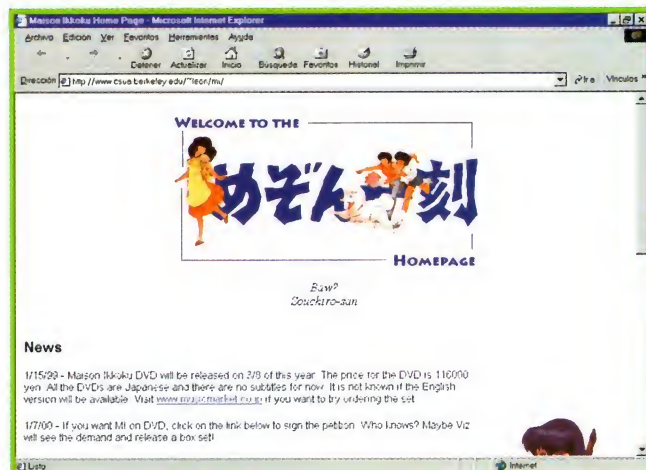 Maison Ikkoku Home Page - Microsoft Internet Explorer
Archivo Edición Ver Favoritos Herramientas Ayuda
Detener Actualizar Inicio Búsqueda Favoritos Historial Imprimir
Dirección http://www.csua.berkeley.edu/~leon/mi/ Ir a Vínculos »
WELCOME TO THE
めぞん一刻
HOMEPAGE
Baw?
Souchiro-san
News
1/15/99 - Maison Ikkoku DVD will be released on 3/8 of this year. The price for the DVD is 116000
yen. All the DVDs are Japanese and there are no subtitles for now. It is not known if the English
version will be available. Visit www.musicmarket.co.jp if you want to try ordering the set.
1/7/00 - If you want MI on DVD, click on the link below to sign the petition. Who knows? Maybe Viz
will see the demand and release a box set!
Listo Internet